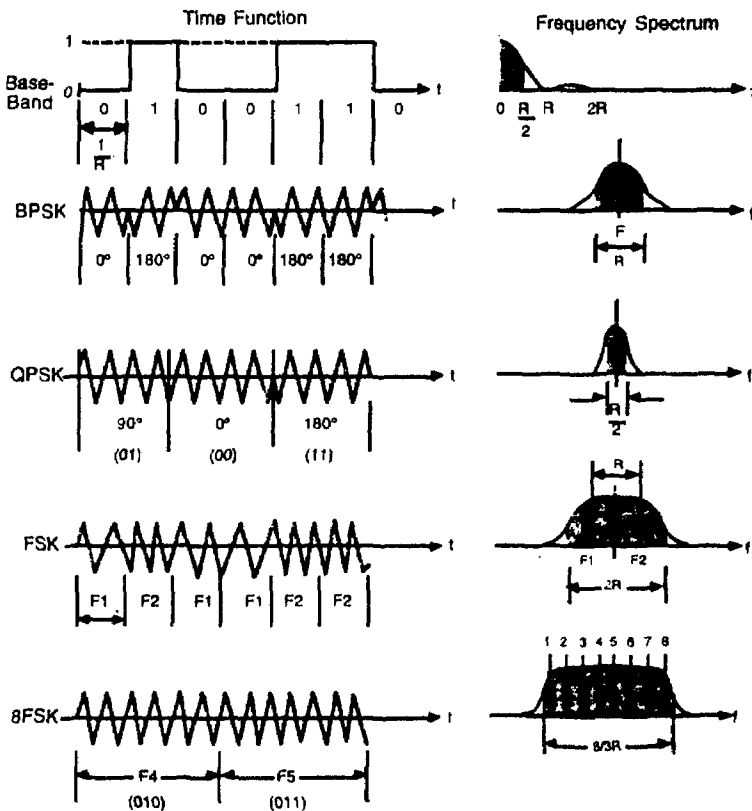 Time Function
Frequency Spectrum
1
Base-
Band
0
t
0 1 0 0 1 1 0
1
R
0 R R 2R
2
f
BPSK
t
0° 180° 0° 0° 180° 180°
F
R
f
QPSK
t
90° 0° 180°
(01) (00) (11)
R
2
f
FSK
t
F1 F2 F1 F1 F2 F2
R
F1 F2
2R
f
8FSK
t
F4 F5
(010) (011)
1 2 3 4 5 6 7 8
8/3R
f